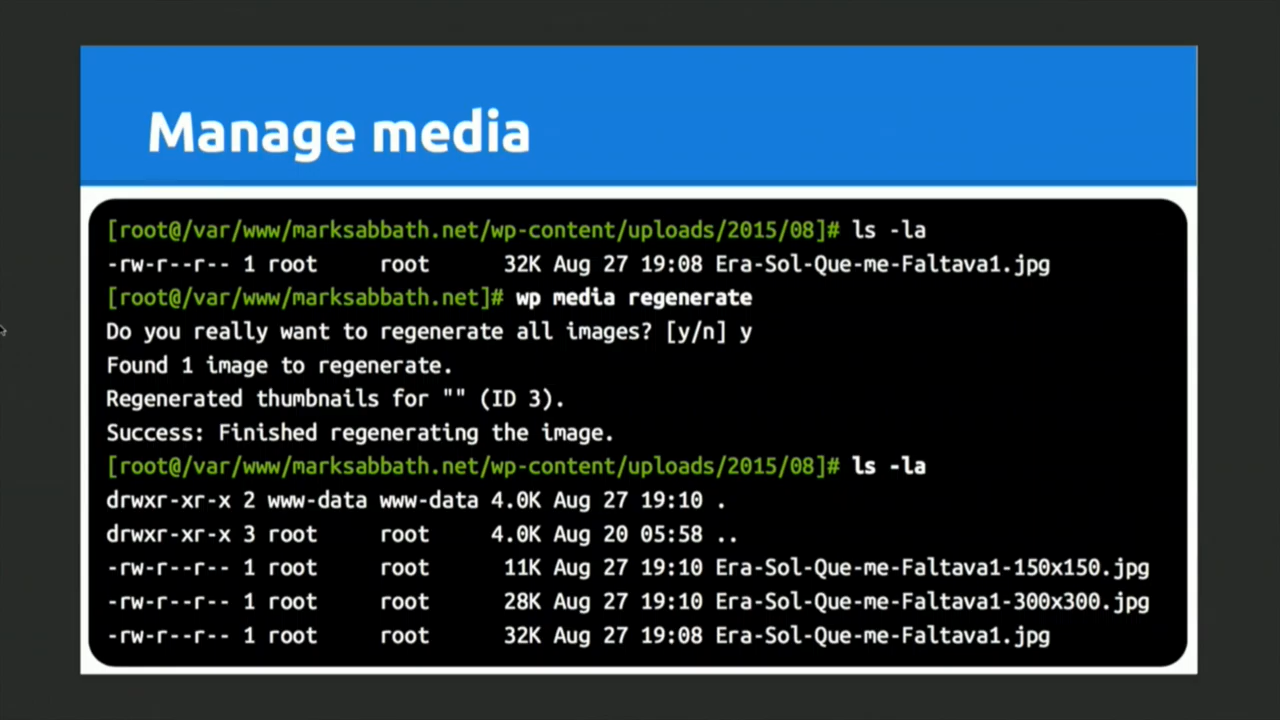 Manage media
[root@/var/www/marksabbath.net/wp-content/uploads/2015/08]# ls -la
-rw-r--r-- 1 root     root      32K Aug 27 19:08 Era-Sol-Que-me-Faltava1.jpg
[root@/var/www/marksabbath.net]# wp media regenerate
Do you really want to regenerate all images? [y/n] y
Found 1 image to regenerate.
Regenerated thumbnails for "" (ID 3).
Success: Finished regenerating the image.
[root@/var/www/marksabbath.net/wp-content/uploads/2015/08]# ls -la
drwxr-xr-x 2 www-data www-data 4.0K Aug 27 19:10 .
drwxr-xr-x 3 root     root     4.0K Aug 20 05:58 ..
-rw-r--r-- 1 root     root      11K Aug 27 19:10 Era-Sol-Que-me-Faltava1-150x150.jpg
-rw-r--r-- 1 root     root      28K Aug 27 19:10 Era-Sol-Que-me-Faltava1-300x300.jpg
-rw-r--r-- 1 root     root      32K Aug 27 19:08 Era-Sol-Que-me-Faltava1.jpg